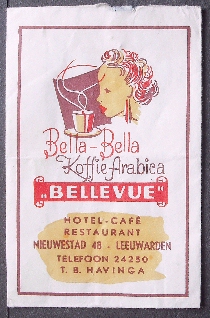 Bella-Bella
Koffie Arabica
"BELLEVUE"
HOTEL-CAFÉ
RESTAURANT
NIEUWESTAD 48 - LEEUWARDEN
TELEFOON 24250
T. B. HAVINGA